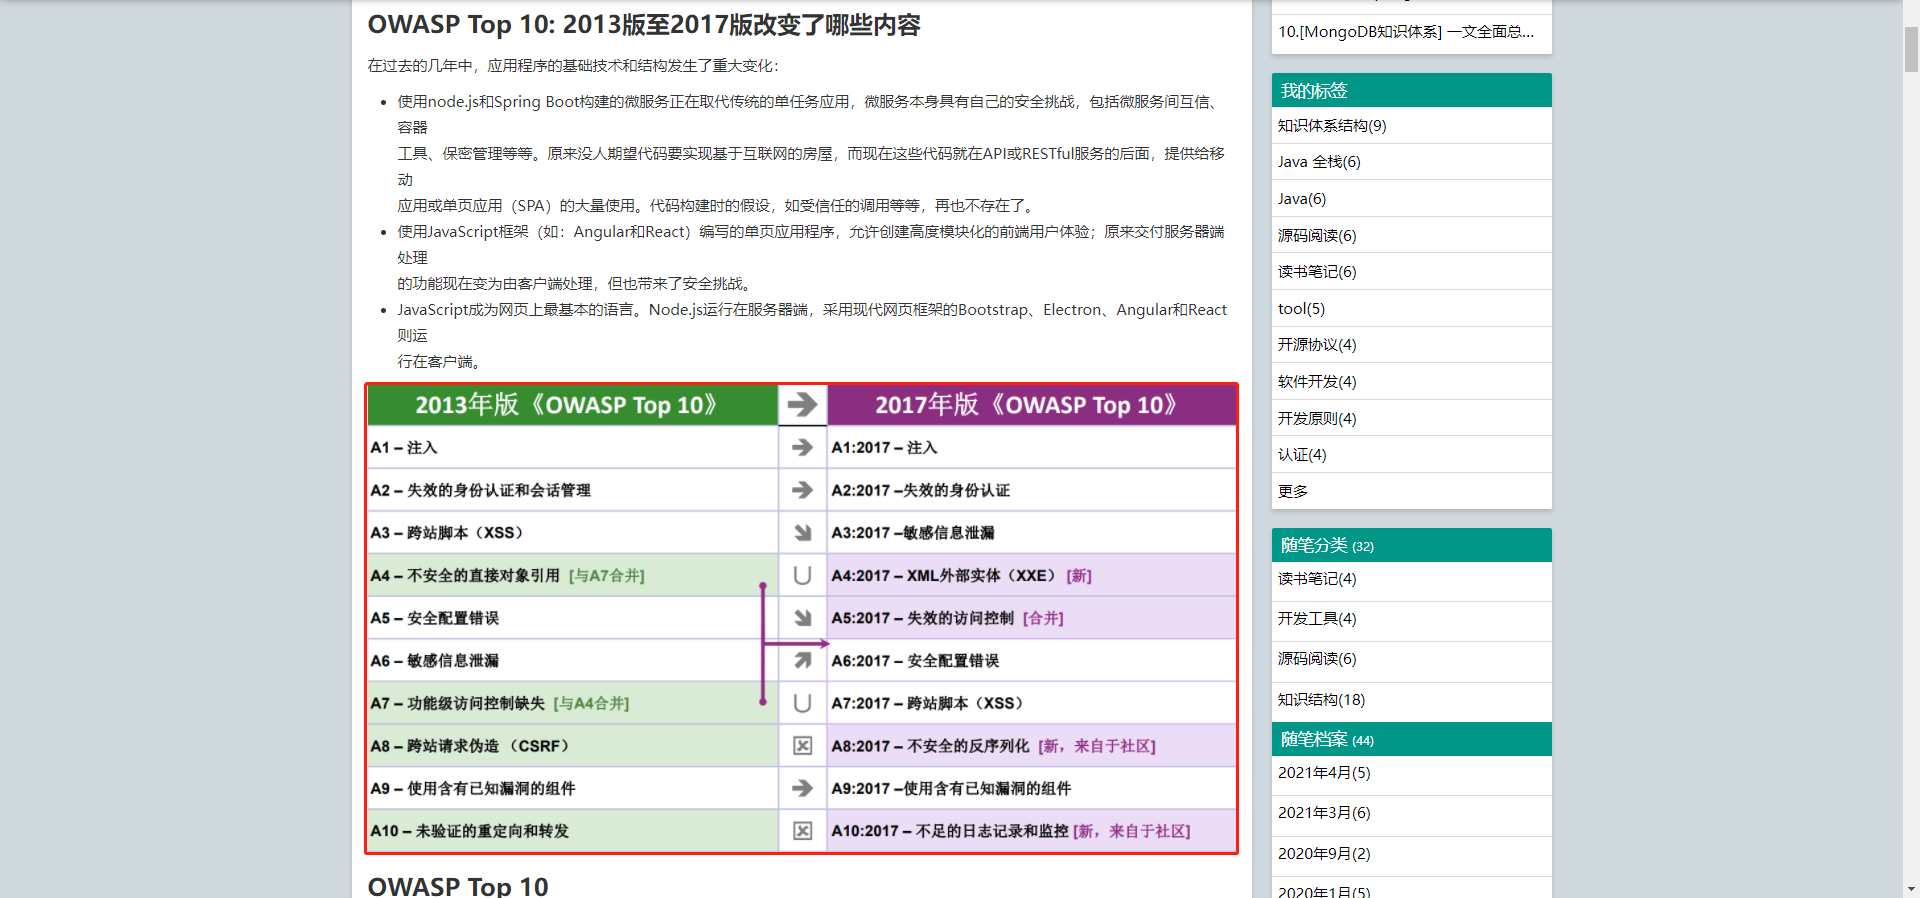 OWASP Top 10: 2013版至2017版改变了哪些内容
在过去的几年中，应用程序的基础技术和结构发生了重大变化：
使用node.js和Spring Boot构建的微服务正在取代传统的单任务应用，微服务本身具有自己的安全挑战，包括微服务间互信、
容器
工具、保密管理等等。原来没人期望代码要实现基于互联网的房屋，而现在这些代码就在API或RESTful服务的后面，提供给移
动
应用或单页应用（SPA）的大量使用。代码构建时的假设，如受信任的调用等等，再也不存在了。
使用JavaScript框架（如：Angular和React）编写的单页应用程序，允许创建高度模块化的前端用户体验；原来交付服务器端
处理
的功能现在变为由客户端处理，但也带来了安全挑战。
JavaScript成为网页上最基本的语言。Node.js运行在服务器端，采用现代网页框架的Bootstrap、Electron、Angular和React
则运
行在客户端。
2013年版《OWASP Top 10》 2017年版《OWASP Top 10》
A1 – 注入 A1:2017 – 注入
A2 – 失效的身份认证和会话管理 A2:2017 –失效的身份认证
A3 – 跨站脚本（XSS） A3:2017 –敏感信息泄漏
A4 – 不安全的直接对象引用 [与A7合并] A4:2017 – XML外部实体（XXE） [新]
A5 – 安全配置错误 A5:2017 – 失效的访问控制 [合并]
A6 – 敏感信息泄漏 A6:2017 – 安全配置错误
A7 – 功能级访问控制缺失 [与A4合并] A7:2017 – 跨站脚本（XSS）
A8 – 跨站请求伪造 （CSRF） A8:2017 – 不安全的反序列化 [新，来自于社区]
A9 – 使用含有已知漏洞的组件 A9:2017 –使用含有已知漏洞的组件
A10 – 未验证的重定向和转发 A10:2017 – 不足的日志记录和监控 [新，来自于社区]
OWASP Top 10
10.[MongoDB知识体系] 一文全面总...
我的标签
知识体系结构(9)
Java 全栈(6)
Java(6)
源码阅读(6)
读书笔记(6)
tool(5)
开源协议(4)
软件开发(4)
开发原则(4)
认证(4)
更多
随笔分类 (32)
读书笔记(4)
开发工具(4)
源码阅读(6)
知识结构(18)
随笔档案 (44)
2021年4月(5)
2021年3月(6)
2020年9月(2)
2020年1月(5)